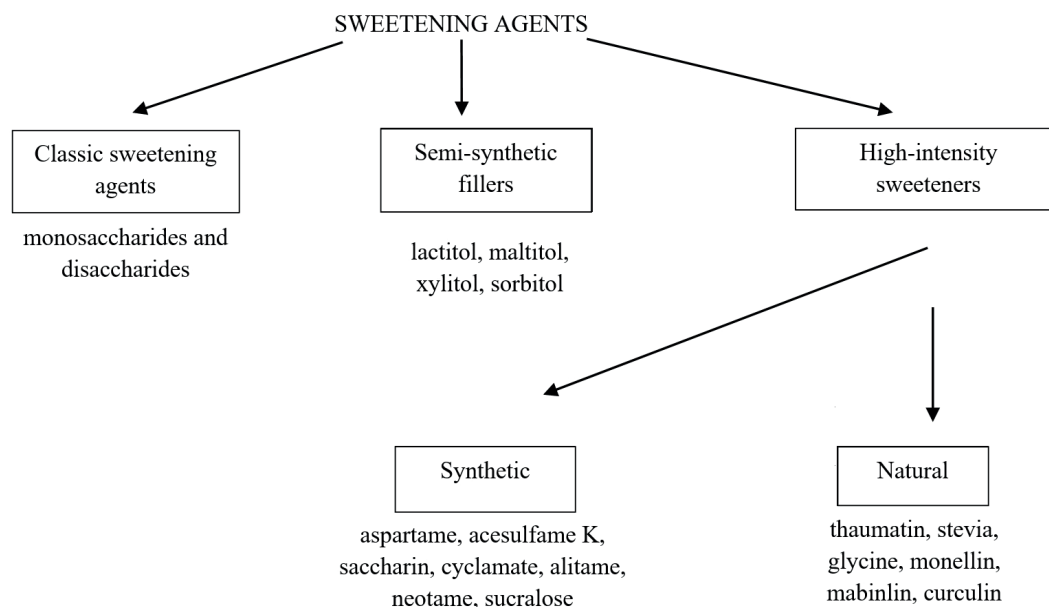 SWEETENING AGENTS
Classic sweetening
agents
monosaccharides and
disaccharides
Semi-synthetic
fillers
lactitol, maltitol,
xylitol, sorbitol
High-intensity
sweeteners
Synthetic
aspartame, acesulfame K,
saccharin, cyclamate, alitame,
neotame, sucralose
Natural
thaumatin, stevia,
glycine, monellin,
mabinlin, curculin